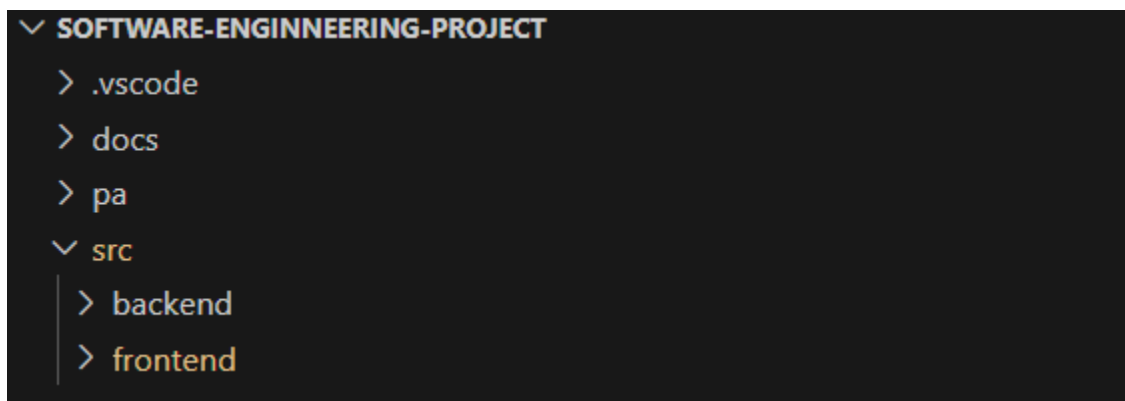 SOFTWARE-ENGINNEERING-PROJECT
.vscode
docs
pa
src
backend
frontend